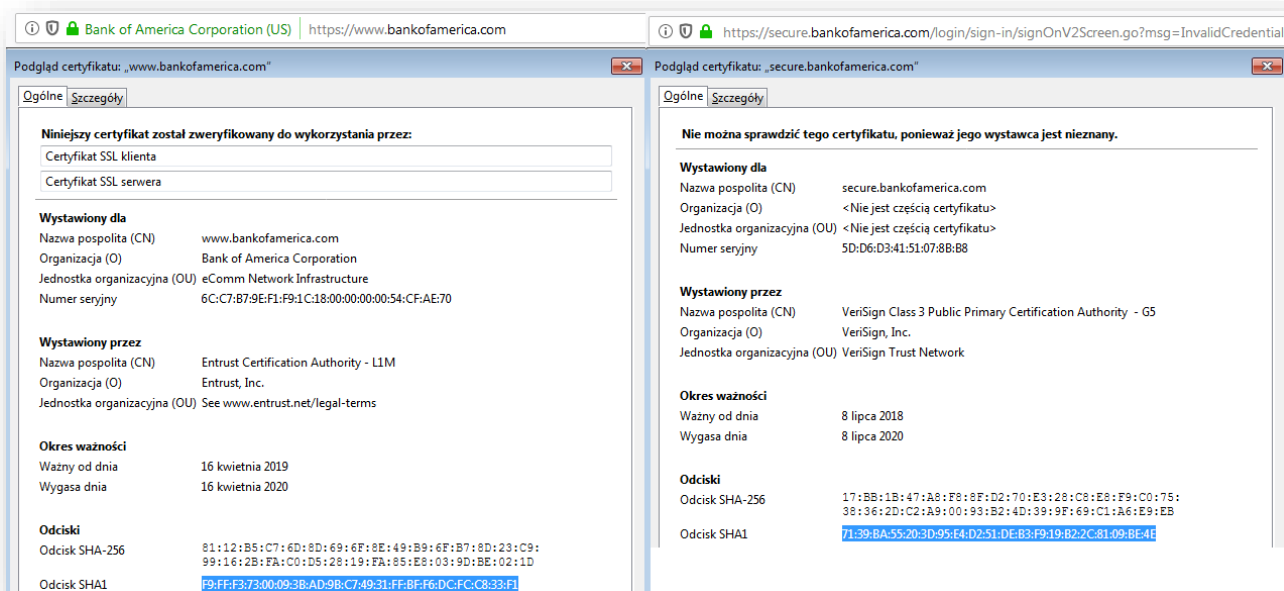 Bank of America Corporation (US) https://www.bankofamerica.com
Podgląd certyfikatu: „www.bankofamerica.com”
Ogólne Szczegóły
Niniejszy certyfikat został zweryfikowany do wykorzystania przez:
Certyfikat SSL klienta
Certyfikat SSL serwera
Wystawiony dla
Nazwa pospolita (CN) www.bankofamerica.com
Organizacja (O) Bank of America Corporation
Jednostka organizacyjna (OU) eComm Network Infrastructure
Numer seryjny 6C:C7:B7:9E:F1:F9:1C:18:00:00:00:00:54:CF:AE:70
Wystawiony przez
Nazwa pospolita (CN) Entrust Certification Authority - L1M
Organizacja (O) Entrust, Inc.
Jednostka organizacyjna (OU) See www.entrust.net/legal-terms
Okres ważności
Ważny od dnia 16 kwietnia 2019
Wygasa dnia 16 kwietnia 2020
Odciski
Odcisk SHA-256 81:12:B5:C7:6D:8D:69:6F:8E:49:B9:6F:B7:8D:23:C9:
99:16:2B:FA:C0:D5:28:19:FA:85:E8:03:9D:BE:02:1D
Odcisk SHA1 F9:FF:F3:73:00:09:3B:AD:9B:C7:49:31:FF:BF:F6:DC:FC:C8:33:F1
https://secure.bankofamerica.com/login/sign-in/signOnV2Screen.go?msg=InvalidCredential
Podgląd certyfikatu: „secure.bankofamerica.com”
Ogólne Szczegóły
Nie można sprawdzić tego certyfikatu, ponieważ jego wystawca jest nieznany.
Wystawiony dla
Nazwa pospolita (CN) secure.bankofamerica.com
Organizacja (O) <Nie jest częścią certyfikatu>
Jednostka organizacyjna (OU) <Nie jest częścią certyfikatu>
Numer seryjny 5D:D6:D3:41:51:07:8B:B8
Wystawiony przez
Nazwa pospolita (CN) VeriSign Class 3 Public Primary Certification Authority - G5
Organizacja (O) VeriSign, Inc.
Jednostka organizacyjna (OU) VeriSign Trust Network
Okres ważności
Ważny od dnia 8 lipca 2018
Wygasa dnia 8 lipca 2020
Odciski
Odcisk SHA-256 17:BB:1B:47:A8:F8:8F:D2:70:E3:28:C8:E8:F9:C0:75:
38:36:2D:C2:A9:00:93:B2:4D:39:9F:69:C1:A6:E9:EB
Odcisk SHA1 71:39:BA:55:20:3D:95:E4:D2:51:DE:B3:F9:19:B2:2C:81:09:BE:4E